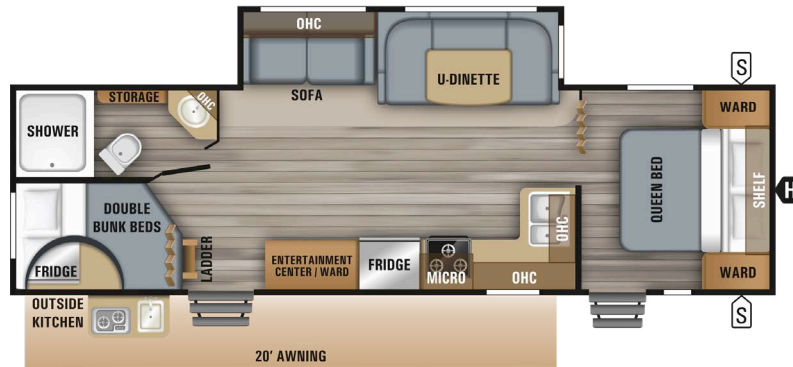 OHC
SOFA
U-DINETTE
S
STORAGE
OHC
SHOWER
WARD
QUEEN BED
SHELF
H
DOUBLE
BUNK BEDS
LADDER
FRIDGE
ENTERTAINMENT
CENTER / WARD
FRIDGE
MICRO
OHC
OHC
WARD
OUTSIDE
KITCHEN
S
20' AWNING